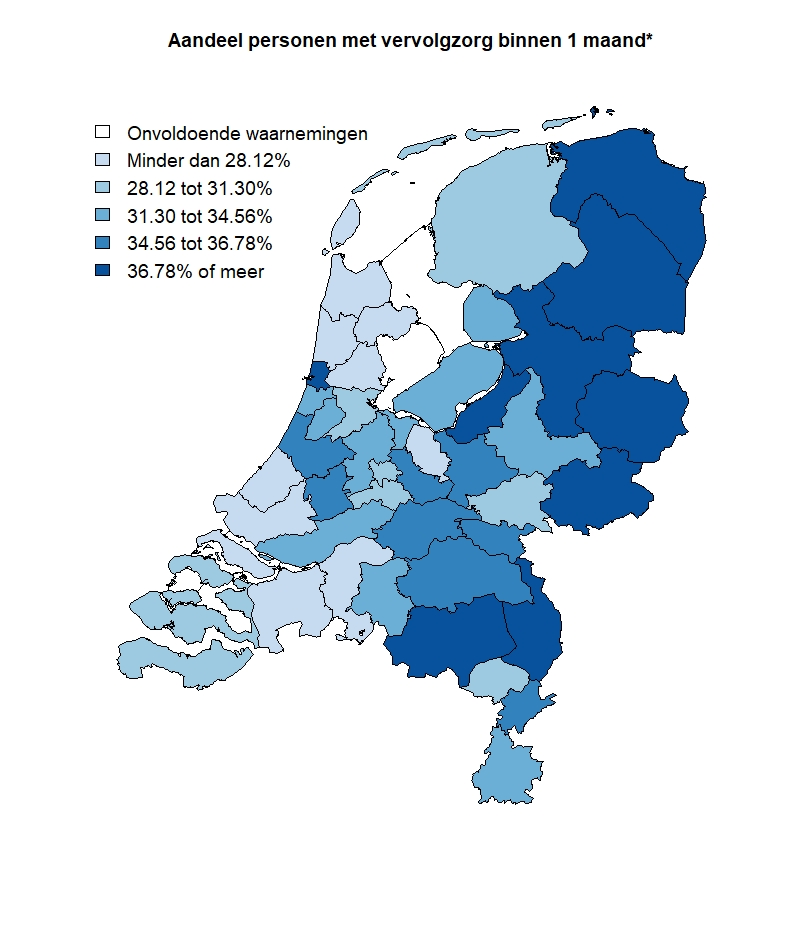 Aandeel personen met vervolgzorg binnen 1 maand*
Onvoldoende waarnemingen
Minder dan 28.12%
28.12 tot 31.30%
31.30 tot 34.56%
34.56 tot 36.78%
36.78% of meer